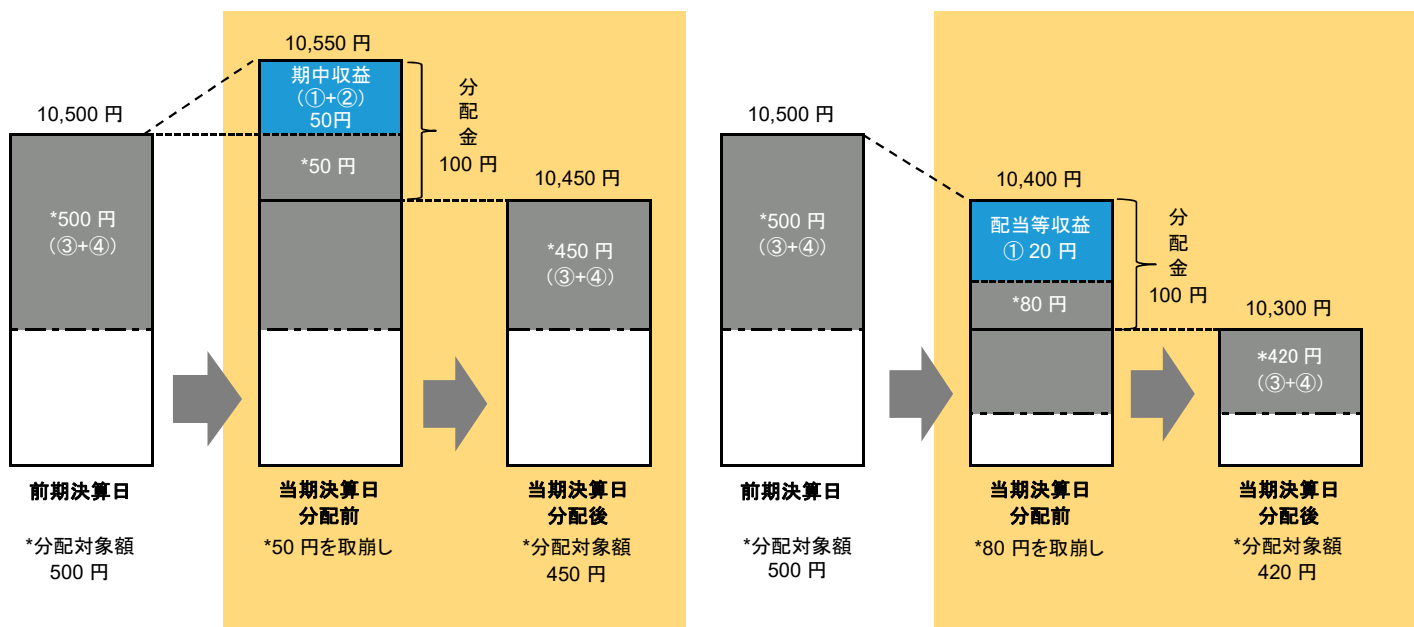 10,500 円
*500 円
(③+④)
前期決算日
*分配対象額
500 円
10,550 円
期中収益
(①+②)
50円
*50 円
分
配
金
100 円
当期決算日
分配前
*50 円を取崩し
10,450 円
*450 円
(③+④)
当期決算日
分配後
*分配対象額
450 円
10,500 円
*500 円
(③+④)
前期決算日
*分配対象額
500 円
10,400 円
配当等収益
① 20 円
*80 円
分
配
金
100 円
当期決算日
分配前
*80 円を取崩し
10,300 円
*420 円
(③+④)
当期決算日
分配後
*分配対象額
420 円